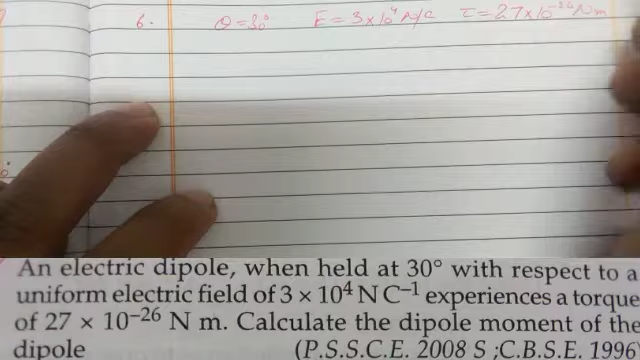 6. θ=30° E = 3×10⁴ N/C τ=27×10⁻²⁶ Nm
An electric dipole, when held at 30° with respect to a
uniform electric field of 3 × 10⁴ N C⁻¹ experiences a torque
of 27 × 10⁻²⁶ N m. Calculate the dipole moment of the
dipole (P.S.S.C.E. 2008 S ;C.B.S.E. 1996)